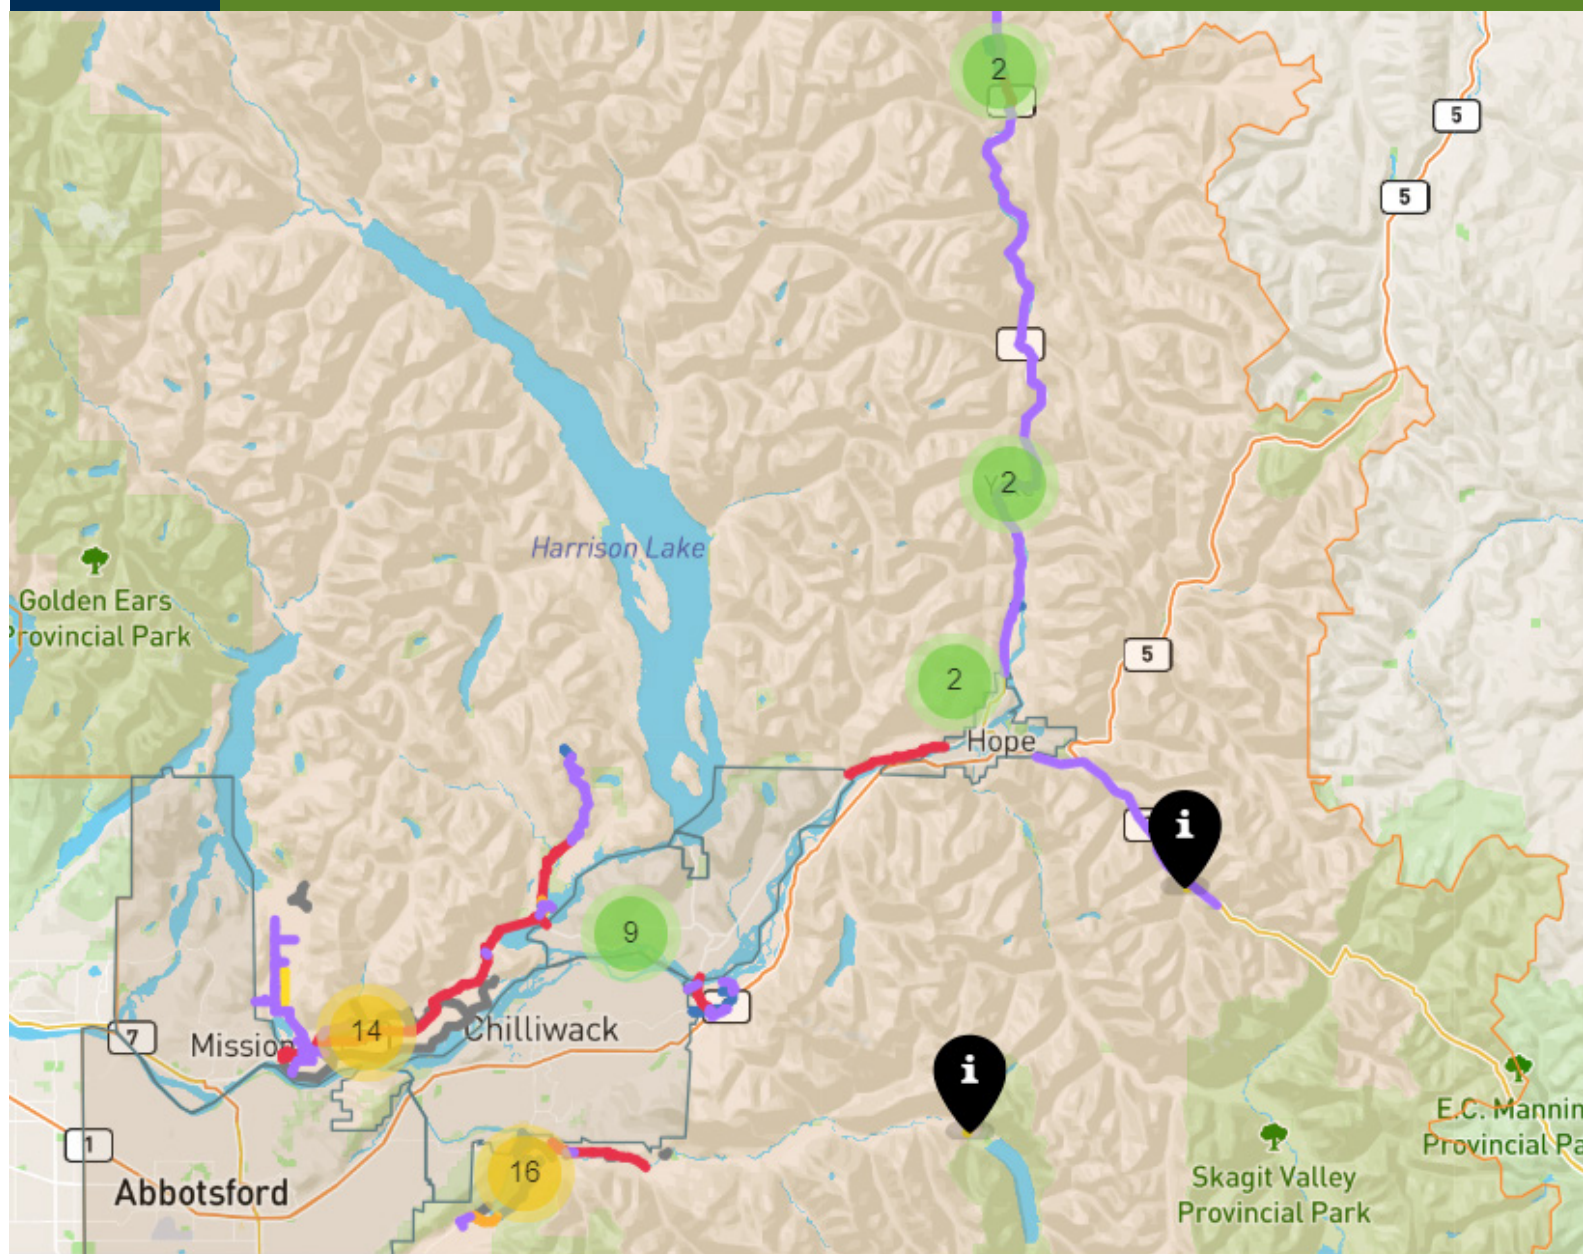 2
5
5
2
Harrison Lake
Golden Ears
Provincial Park
5
2
Hope
i
9
14
7
Mission
Chilliwack
i
1
16
Abbotsford
E.C. Mannin
Provincial Pa
Skagit Valley
Provincial Park